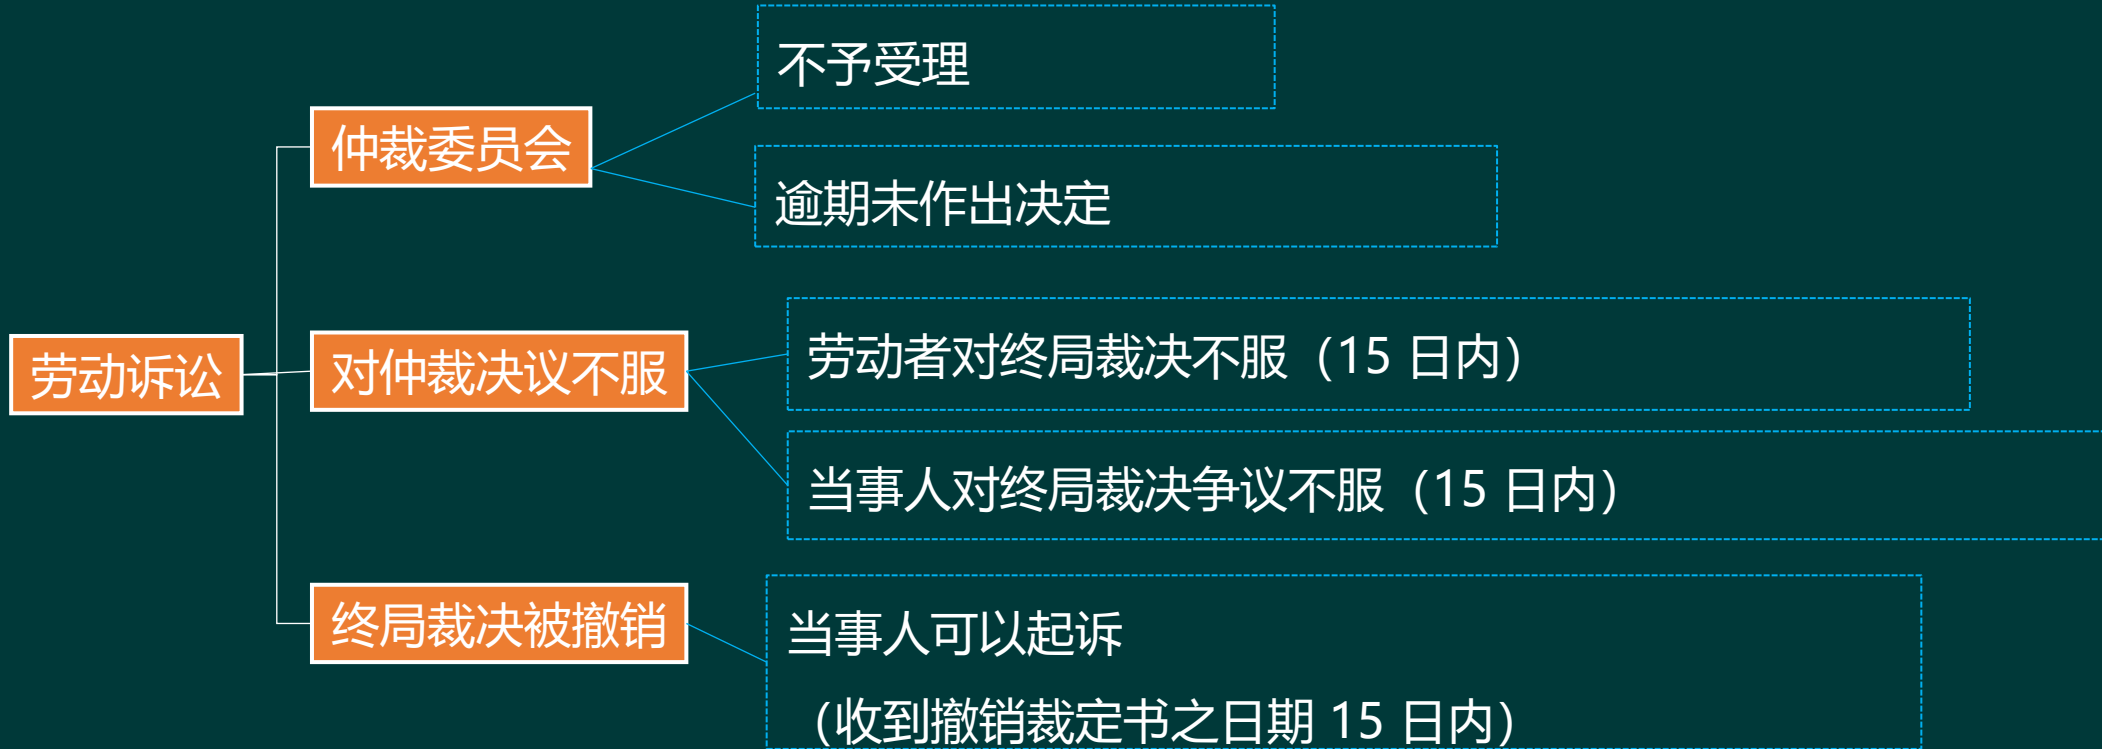 不予受理
仲裁委员会
逾期未作出决定
劳动诉讼
对仲裁决议不服
劳动者对终局裁决不服（15 日内）
当事人对终局裁决争议不服（15 日内）
终局裁决被撤销
当事人可以起诉
（收到撤销裁定书之日期 15 日内）